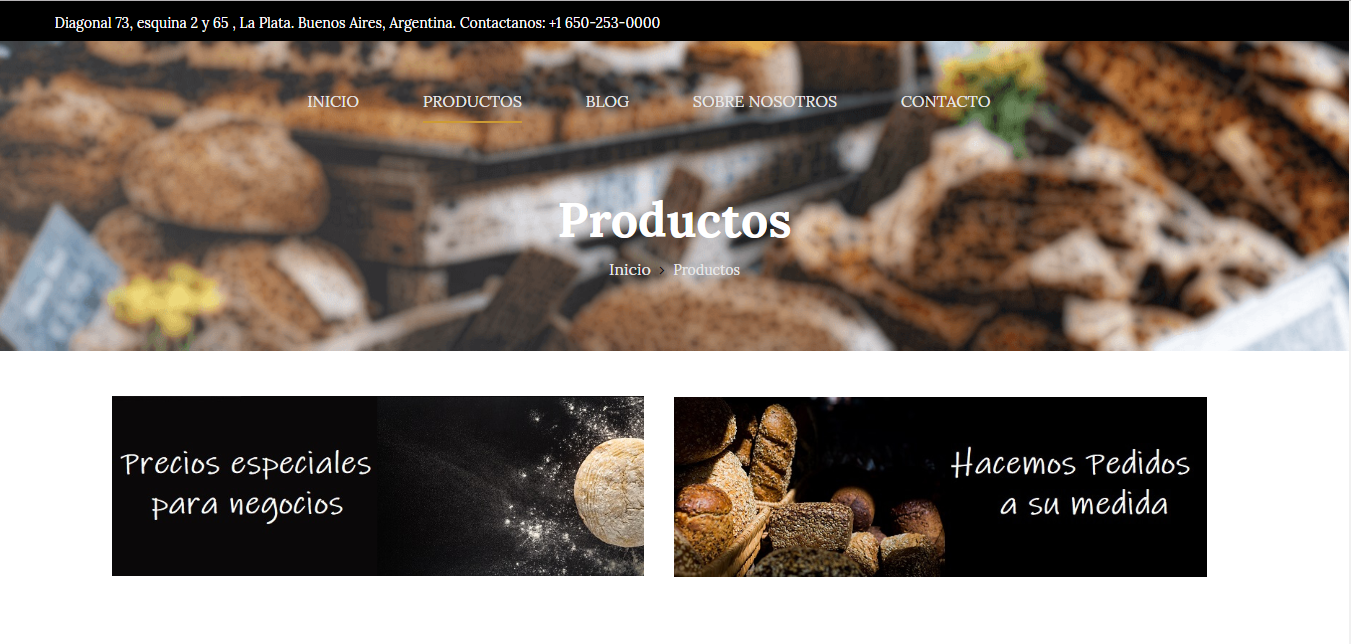 Diagonal 73, esquina 2 y 65 , La Plata. Buenos Aires, Argentina. Contactanos: +1 650-253-0000
INICIO PRODUCTOS BLOG SOBRE NOSOTROS CONTACTO
Productos
Inicio > Productos
Precios especiales
para negocios
Hacemos Pedidos
a su medida